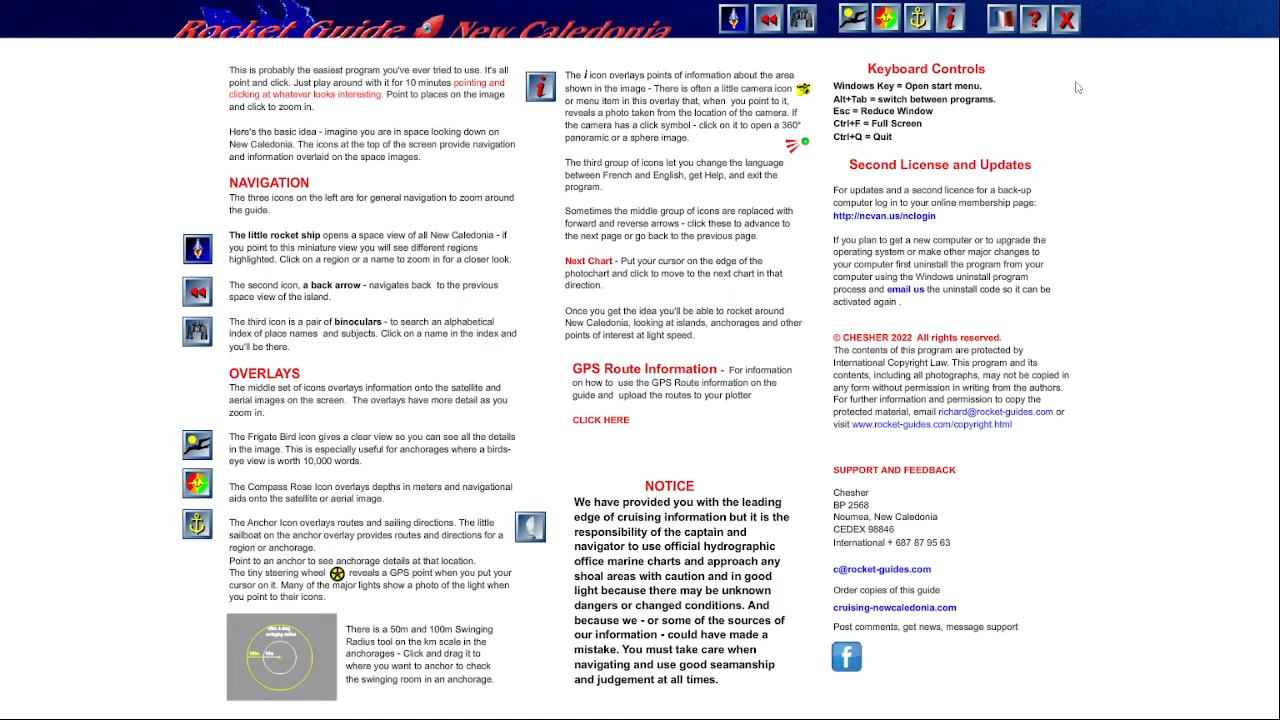 Rocket Guide New Caledonia
This is probably the easiest program you've ever tried to use. It's all
point and click. Just play around with it for 10 minutes pointing and
clicking at whatever looks interesting. Point to places on the image
and click to zoom in.
Here's the basic idea - imagine you are in space looking down on
New Caledonia. The icons at the top of the screen provide navigation
and information overlaid on the space images.
NAVIGATION
The three icons on the left are for general navigation to zoom around
the guide.
The little rocket ship opens a space view of all New Caledonia - if
you point to this miniature view you will see different regions
highlighted. Click on a region or a name to zoom in for a closer look.
The second icon, a back arrow - navigates back to the previous
space view of the island.
The third icon is a pair of binoculars - to search an alphabetical
index of place names and subjects. Click on a name in the index and
you'll be there.
OVERLAYS
The middle set of icons overlays information onto the satellite and
aerial images on the screen. The overlays have more detail as you
zoom in.
The Frigate Bird icon gives a clear view so you can see all the details
in the image. This is especially useful for anchorages where a birds-
eye view is worth 10,000 words.
The Compass Rose Icon overlays depths in meters and navigational
aids onto the satellite or aerial image.
The Anchor Icon overlays routes and sailing directions. The little
sailboat on the anchor overlay provides routes and directions for a
region or anchorage.
Point to an anchor to see anchorage details at that location.
The tiny steering wheel reveals a GPS point when you put your
cursor on it. Many of the major lights show a photo of the light when
you point to their icons.
There is a 50m and 100m Swinging
Radius tool on the km scale in the
anchorages - Click and drag it to
where you want to anchor to check
the swinging room in an anchorage.
The i icon overlays points of information about the area
shown in the image - There is often a little camera icon
or menu item in this overlay that, when you point to it,
reveals a photo taken from the location of the camera. If
the camera has a click symbol - click on it to open a 360°
panoramic or a sphere image.
The third group of icons let you change the language
between French and English, get Help, and exit the
program.
Sometimes the middle group of icons are replaced with
forward and reverse arrows - click these to advance to
the next page or go back to the previous page.
Next Chart - Put your cursor on the edge of the
photochart and click to move to the next chart in that
direction.
Once you get the idea you'll be able to rocket around
New Caledonia, looking at islands, anchorages and other
points of interest at light speed.
GPS Route Information - For information
on how to use the GPS Route information on the
guide and upload the routes to your plotter
CLICK HERE
NOTICE
We have provided you with the leading
edge of cruising information but it is the
responsibility of the captain and
navigator to use official hydrographic
office marine charts and approach any
shoal areas with caution and in good
light because there may be unknown
dangers or changed conditions. And
because we - or some of the sources of
our information - could have made a
mistake. You must take care when
navigating and use good seamanship
and judgement at all times.
Keyboard Controls
Windows Key = Open start menu.
Alt+Tab = switch between programs.
Esc = Reduce Window
Ctrl+F = Full Screen
Ctrl+Q = Quit
Second License and Updates
For updates and a second licence for a back-up
computer log in to your online membership page:
http://ncvan.us/nclogin
If you plan to get a new computer or to upgrade the
operating system or make other major changes to
your computer first uninstall the program from your
computer using the Windows uninstall program
process and email us the uninstall code so it can be
activated again .
© CHESHER 2022 All rights reserved.
The contents of this program are protected by
International Copyright Law. This program and its
contents, including all photographs, may not be copied in
any form without permission in writing from the authors.
For further information and permission to copy the
protected material, email richard@rocket-guides.com or
visit www.rocket-guides.com/copyright.html
SUPPORT AND FEEDBACK
Chesher
BP 2568
Noumea, New Caledonia
CEDEX 98846
International + 687 87 95 63
c@rocket-guides.com
Order copies of this guide
cruising-newcaledonia.com
Post comments, get news, message support